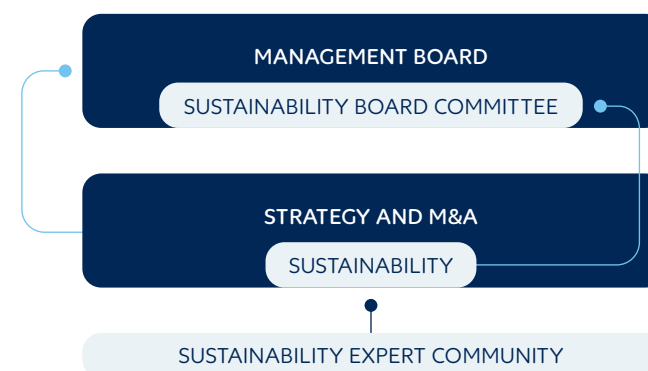 MANAGEMENT BOARD
SUSTAINABILITY BOARD COMMITTEE
STRATEGY AND M&A
SUSTAINABILITY
SUSTAINABILITY EXPERT COMMUNITY